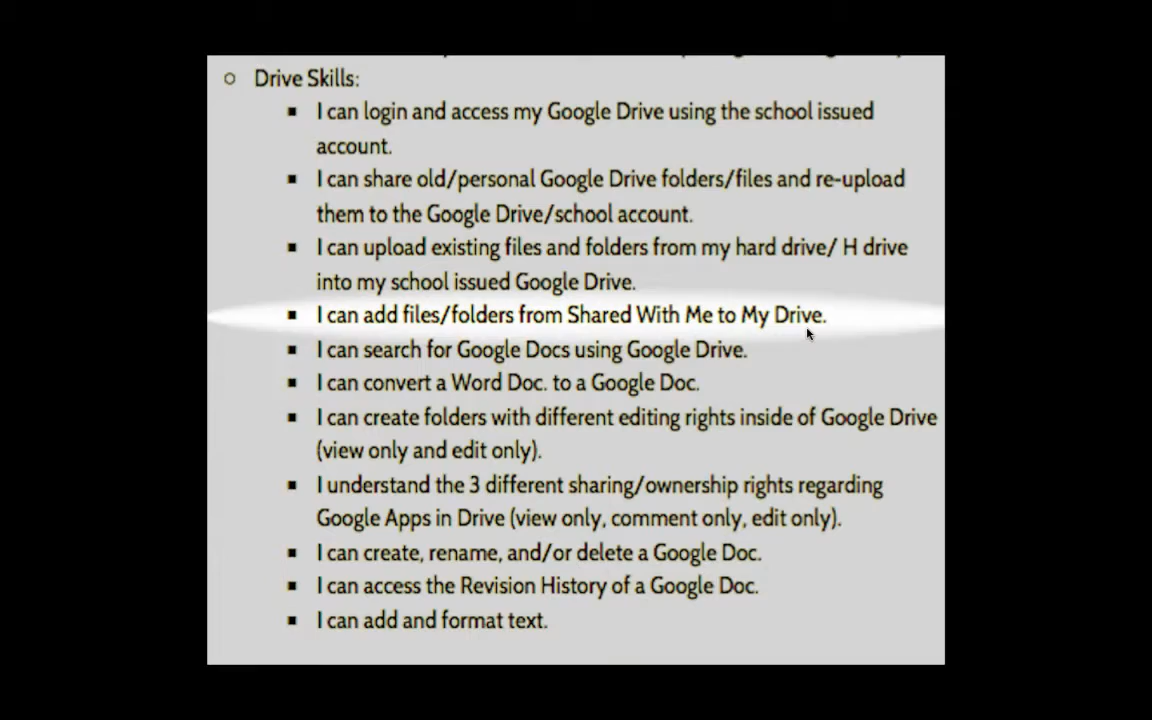 Drive Skills:
I can login and access my Google Drive using the school issued
account.
I can share old/personal Google Drive folders/files and re-upload
them to the Google Drive/school account.
I can upload existing files and folders from my hard drive/ H drive
into my school issued Google Drive.
I can add files/folders from Shared With Me to My Drive.
I can search for Google Docs using Google Drive.
I can convert a Word Doc. to a Google Doc.
I can create folders with different editing rights inside of Google Drive
(view only and edit only).
I understand the 3 different sharing/ownership rights regarding
Google Apps in Drive (view only, comment only, edit only).
I can create, rename, and/or delete a Google Doc.
I can access the Revision History of a Google Doc.
I can add and format text.